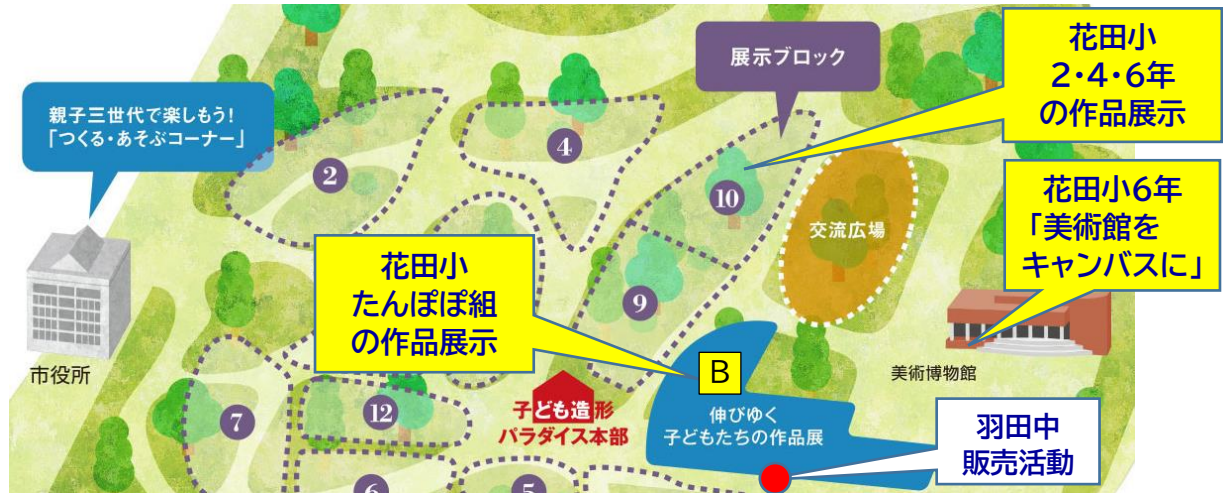 花田小
2・4・6年
の作品展示
展示ブロック
親子三世代で楽しもう!
「つくる・あそぶコーナー」
4
2
10
花田小6年
「美術館を
キャンバスに」
交流広場
花田小
たんぽぽ組
の作品展示
9
市役所
B
美術博物館
7
12
子ども造形
パラダイス本部
伸びゆく
子どもたちの作品展
羽田中
販売活動
6
5